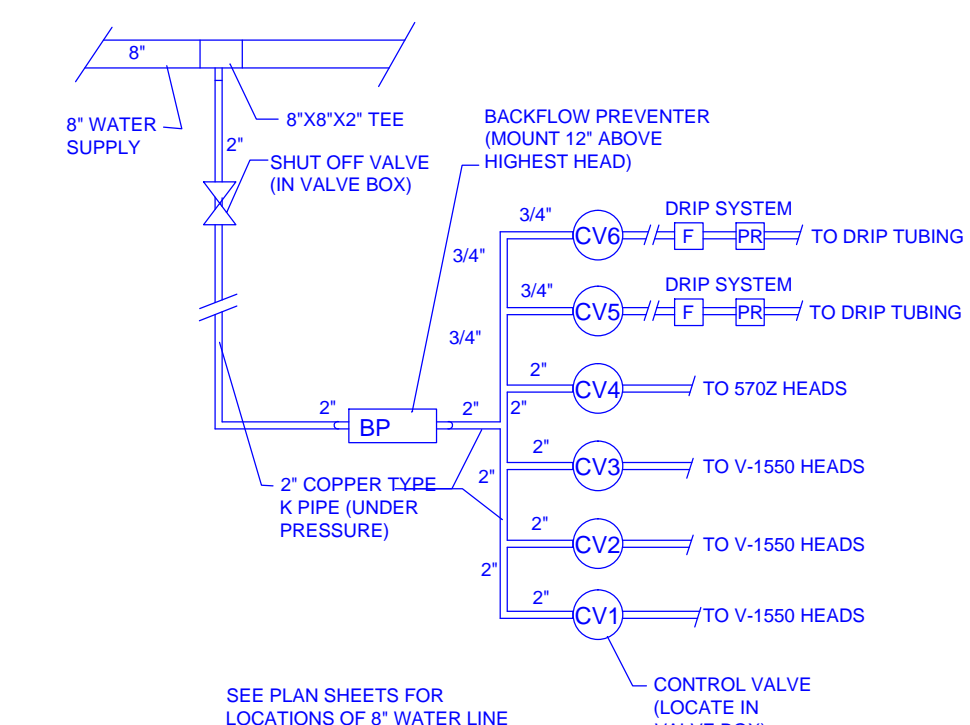 8"
8" WATER
SUPPLY
8"X8"X2" TEE
2"
SHUT OFF VALVE
(IN VALVE BOX)
BACKFLOW PREVENTER
(MOUNT 12" ABOVE
HIGHEST HEAD)
3/4"
CV6
DRIP SYSTEM
F
PR
TO DRIP TUBING
3/4"
3/4"
CV5
DRIP SYSTEM
F
PR
TO DRIP TUBING
3/4"
2"
CV4
TO 570Z HEADS
2"
BP
2"
2"
2"
CV3
TO V-1550 HEADS
2"
2" COPPER TYPE
K PIPE (UNDER
PRESSURE)
2"
CV2
TO V-1550 HEADS
2"
2"
CV1
TO V-1550 HEADS
CONTROL VALVE
(LOCATE IN
VALVE BOX)
SEE PLAN SHEETS FOR
LOCATIONS OF 8" WATER LINE